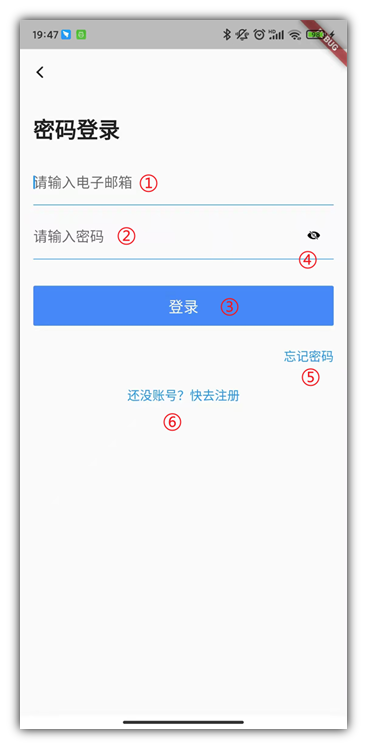 19:47
DEBUG
密码登录
请输入电子邮箱 ①
请输入密码 ②
④
登录 ③
忘记密码
⑤
还没账号？快去注册
⑥